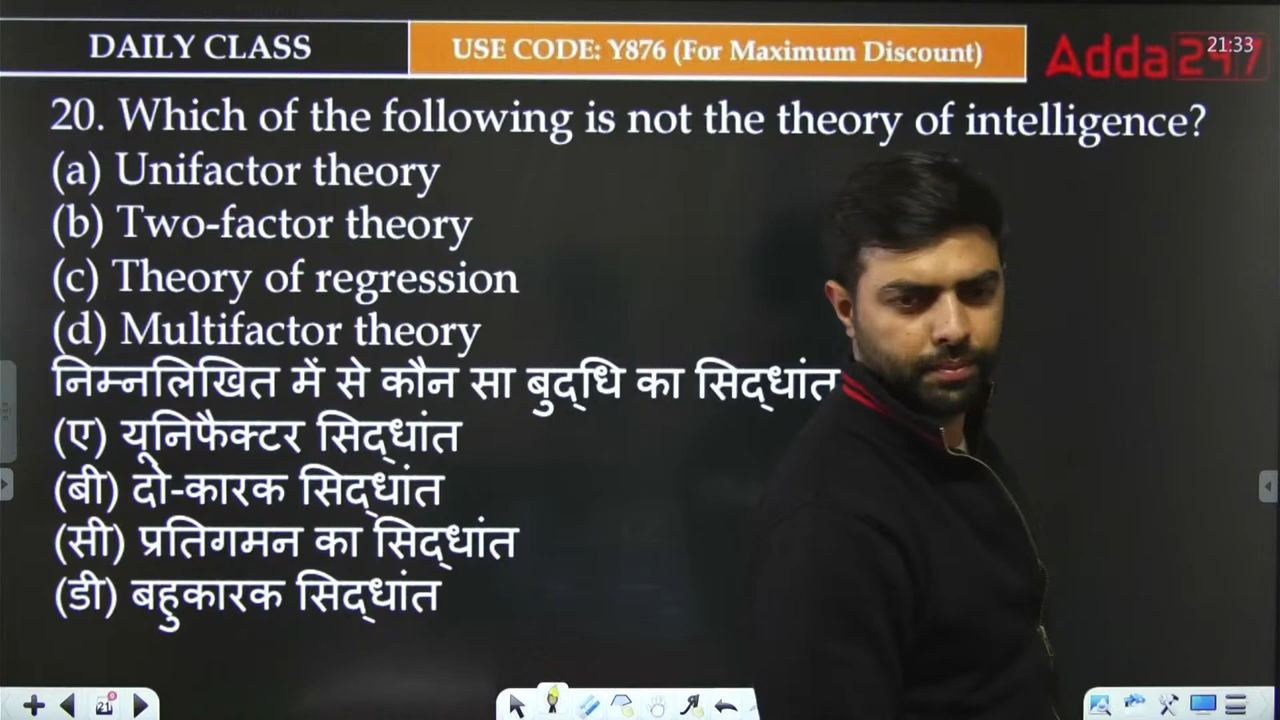 DAILY CLASS
USE CODE: Y876 (For Maximum Discount)
Adda247
21:33
20. Which of the following is not the theory of intelligence?
(a) Unifactor theory
(b) Two-factor theory
(c) Theory of regression
(d) Multifactor theory
निम्नलिखित में से कौन सा बुद्धि का सिद्धांत
(ए) यूनिफैक्टर सिद्धांत
(बी) दो-कारक सिद्धांत
(सी) प्रतिगमन का सिद्धांत
(डी) बहुकारक सिद्धांत
21